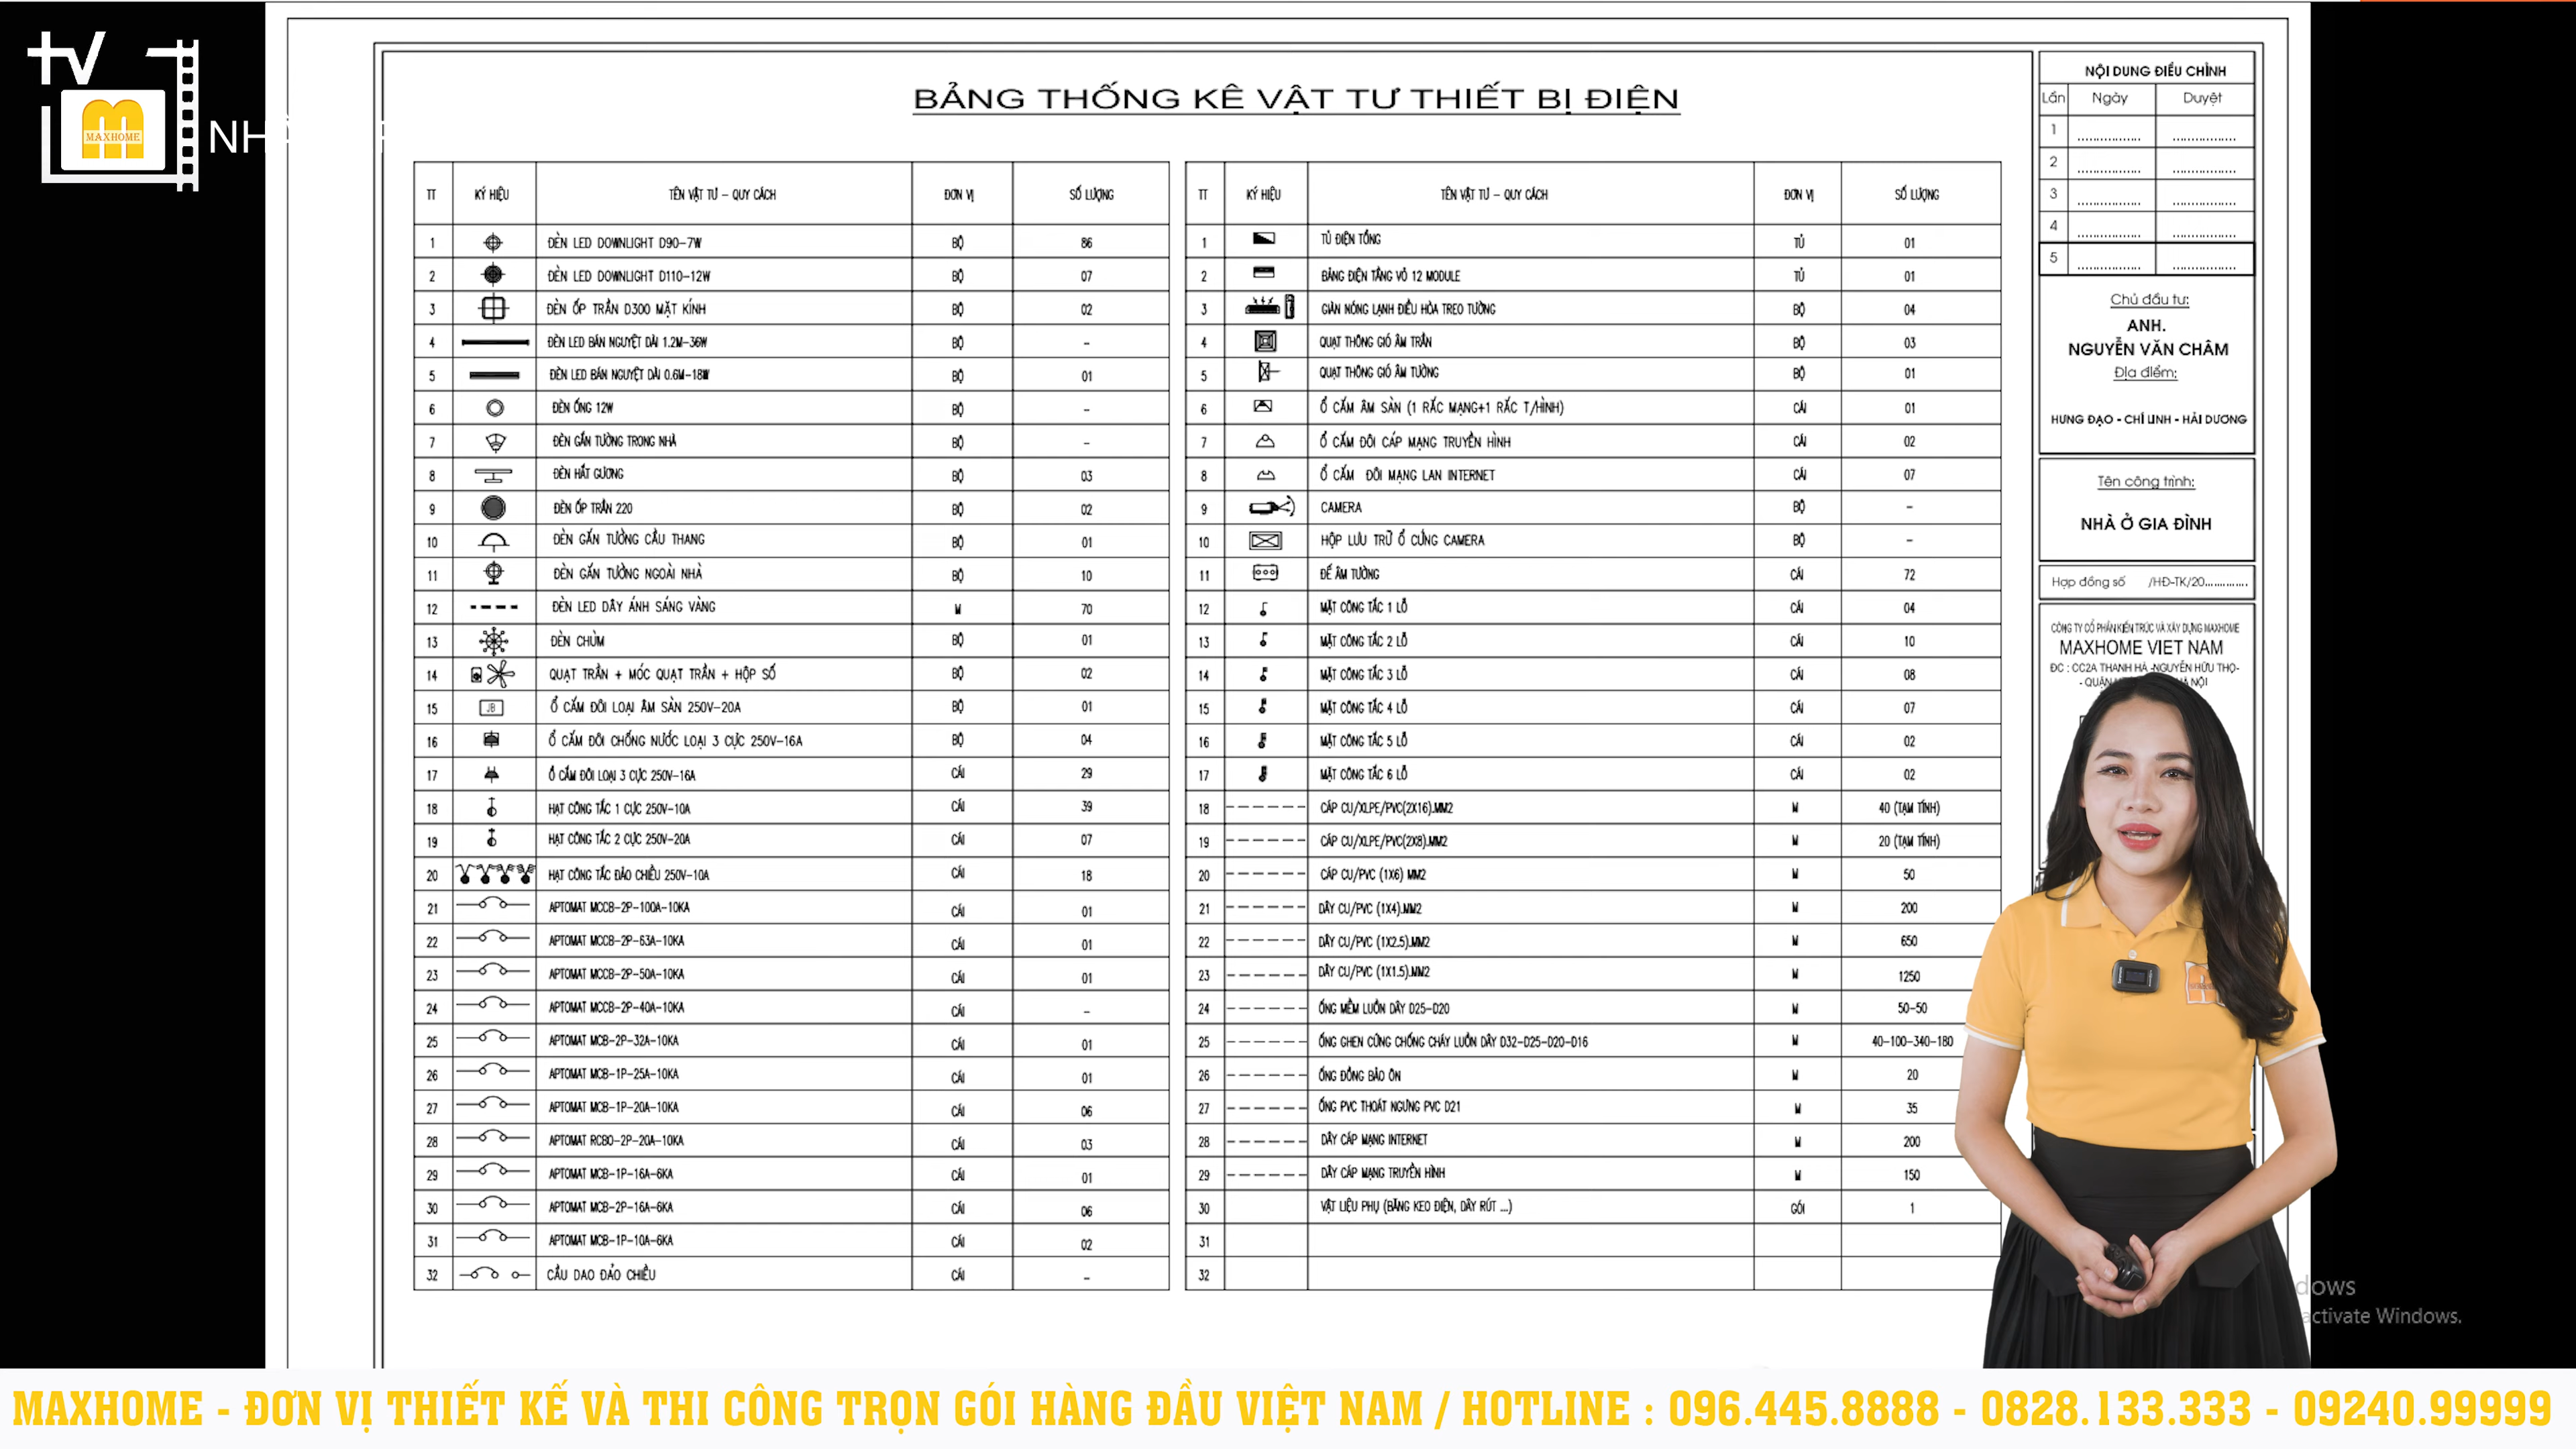 tv
MAXHOME
NH
BẢNG THỐNG KÊ VẬT TƯ THIẾT BỊ ĐIỆN
TT KÝ HIỆU TÊN VẬT TƯ – QUY CÁCH ĐƠN VỊ SỐ LƯỢNG
1 ĐÈN LED DOWNLIGHT D90-7W BỘ 86
2 ĐÈN LED DOWNLIGHT D110-12W BỘ 07
3 ĐÈN ỐP TRẦN D300 MẶT KÍNH BỘ 02
4 ĐÈN LED BÁN NGUYỆT DÀI 1.2M-36W BỘ -
5 ĐÈN LED BÁN NGUYỆT DÀI 0.6M-18W BỘ 01
6 ĐÈN ỐNG 12W BỘ -
7 ĐÈN GẮN TƯỜNG TRONG NHÀ BỘ -
8 ĐÈN HẮT GƯƠNG BỘ 03
9 ĐÈN ỐP TRẦN 220 BỘ 02
10 ĐÈN GẮN TƯỜNG CẦU THANG BỘ 01
11 ĐÈN GẮN TƯỜNG NGOÀI NHÀ BỘ 10
12 ĐÈN LED DÂY ÁNH SÁNG VÀNG M 70
13 ĐÈN CHÙM BỘ 01
14 QUẠT TRẦN + MÓC QUẠT TRẦN + HỘP SỐ BỘ 02
15 JB Ổ CẮM ĐÔI LOẠI ÂM SÀN 250V-20A BỘ 01
16 Ổ CẮM ĐÔI CHỐNG NƯỚC LOẠI 3 CỰC 250V-16A BỘ 04
17 Ổ CẮM ĐÔI LOẠI 3 CỰC 250V-16A CÁI 29
18 HẠT CÔNG TẮC 1 CỰC 250V-10A CÁI 39
19 HẠT CÔNG TẮC 2 CỰC 250V-20A CÁI 07
20 HẠT CÔNG TẮC ĐẢO CHIỀU 250V-10A CÁI 18
21 APTOMAT MCCB-2P-100A-10KA CÁI 01
22 APTOMAT MCCB-2P-63A-10KA CÁI 01
23 APTOMAT MCCB-2P-50A-10KA CÁI 01
24 APTOMAT MCCB-2P-40A-10KA CÁI -
25 APTOMAT MCB-2P-32A-10KA CÁI 01
26 APTOMAT MCB-1P-25A-10KA CÁI 01
27 APTOMAT MCB-1P-20A-10KA CÁI 06
28 APTOMAT RCBO-2P-20A-10KA CÁI 03
29 APTOMAT MCB-1P-16A-6KA CÁI 01
30 APTOMAT MCB-2P-16A-6KA CÁI 06
31 APTOMAT MCB-1P-10A-6KA CÁI 02
32 CẦU DAO ĐẢO CHIỀU CÁI -
TT KÝ HIỆU TÊN VẬT TƯ – QUY CÁCH ĐƠN VỊ SỐ LƯỢNG
1 TỦ ĐIỆN TỔNG TỦ 01
2 BẢNG ĐIỆN TẦNG VỎ 12 MODULE TỦ 01
3 GIÀN NÓNG LẠNH ĐIỀU HÒA TREO TƯỜNG BỘ 04
4 QUẠT THÔNG GIÓ ÂM TRẦN BỘ 03
5 QUẠT THÔNG GIÓ ÂM TƯỜNG BỘ 01
6 Ổ CẮM ÂM SÀN (1 RẮC MẠNG+1 RẮC T/HÌNH) CÁI 01
7 Ổ CẮM ĐÔI CÁP MẠNG TRUYỀN HÌNH CÁI 02
8 Ổ CẮM ĐÔI MẠNG LAN INTERNET CÁI 07
9 CAMERA BỘ -
10 HỘP LƯU TRỮ Ổ CỨNG CAMERA BỘ -
11 ĐẾ ÂM TƯỜNG CÁI 72
12 MẶT CÔNG TẮC 1 LỖ CÁI 04
13 MẶT CÔNG TẮC 2 LỖ CÁI 10
14 MẶT CÔNG TẮC 3 LỖ CÁI 08
15 MẶT CÔNG TẮC 4 LỖ CÁI 07
16 MẶT CÔNG TẮC 5 LỖ CÁI 02
17 MẶT CÔNG TẮC 6 LỖ CÁI 02
18 CÁP CU/XLPE/PVC(2X16).MM2 M 40 (TẠM TÍNH)
19 CÁP CU/XLPE/PVC(2X8).MM2 M 20 (TẠM TÍNH)
20 CÁP CU/PVC (1X6) MM2 M 50
21 DÂY CU/PVC (1X4).MM2 M 200
22 DÂY CU/PVC (1X2.5).MM2 M 650
23 DÂY CU/PVC (1X1.5).MM2 M 1250
24 ỐNG MỀM LUỒN DÂY D25-D20 M 50-50
25 ỐNG GHEN CỨNG CHỐNG CHÁY LUỒN DÂY D32-D25-D20-D16 M 40-100-340-180
26 ỐNG ĐỒNG BẢO ÔN M 20
27 ỐNG PVC THOÁT NGƯNG PVC D21 M 35
28 DÂY CÁP MẠNG INTERNET M 200
29 DÂY CÁP MẠNG TRUYỀN HÌNH M 150
30 VẬT LIỆU PHỤ (BĂNG KEO ĐIỆN, DÂY RÚT ...) GÓI 1
31
32
NỘI DUNG ĐIỀU CHỈNH
Lần Ngày Duyệt
1 ................ ................
2 ................ ................
3 ................ ................
4 ................ ................
5 ................ ................
Chủ đầu tư:
ANH.
NGUYỄN VĂN CHÂM
Địa điểm:
HƯNG ĐẠO - CHÍ LINH - HẢI DƯƠNG
Tên công trình:
NHÀ Ở GIA ĐÌNH
Hợp đồng số /HĐ-TK/20............
CÔNG TY CỔ PHẦN KIẾN TRÚC VÀ XÂY DỰNG MAXHOME
MAXHOME VIET NAM
ĐC : CC2A THANH HÀ -NGUYỄN HỮU THỌ-
- QUẬN NỘI
dows
activate Windows.
MAXHOME - ĐƠN VỊ THIẾT KẾ VÀ THI CÔNG TRỌN GÓI HÀNG ĐẦU VIỆT NAM / HOTLINE : 096.445.8888 - 0828.133.333 - 09240.99999